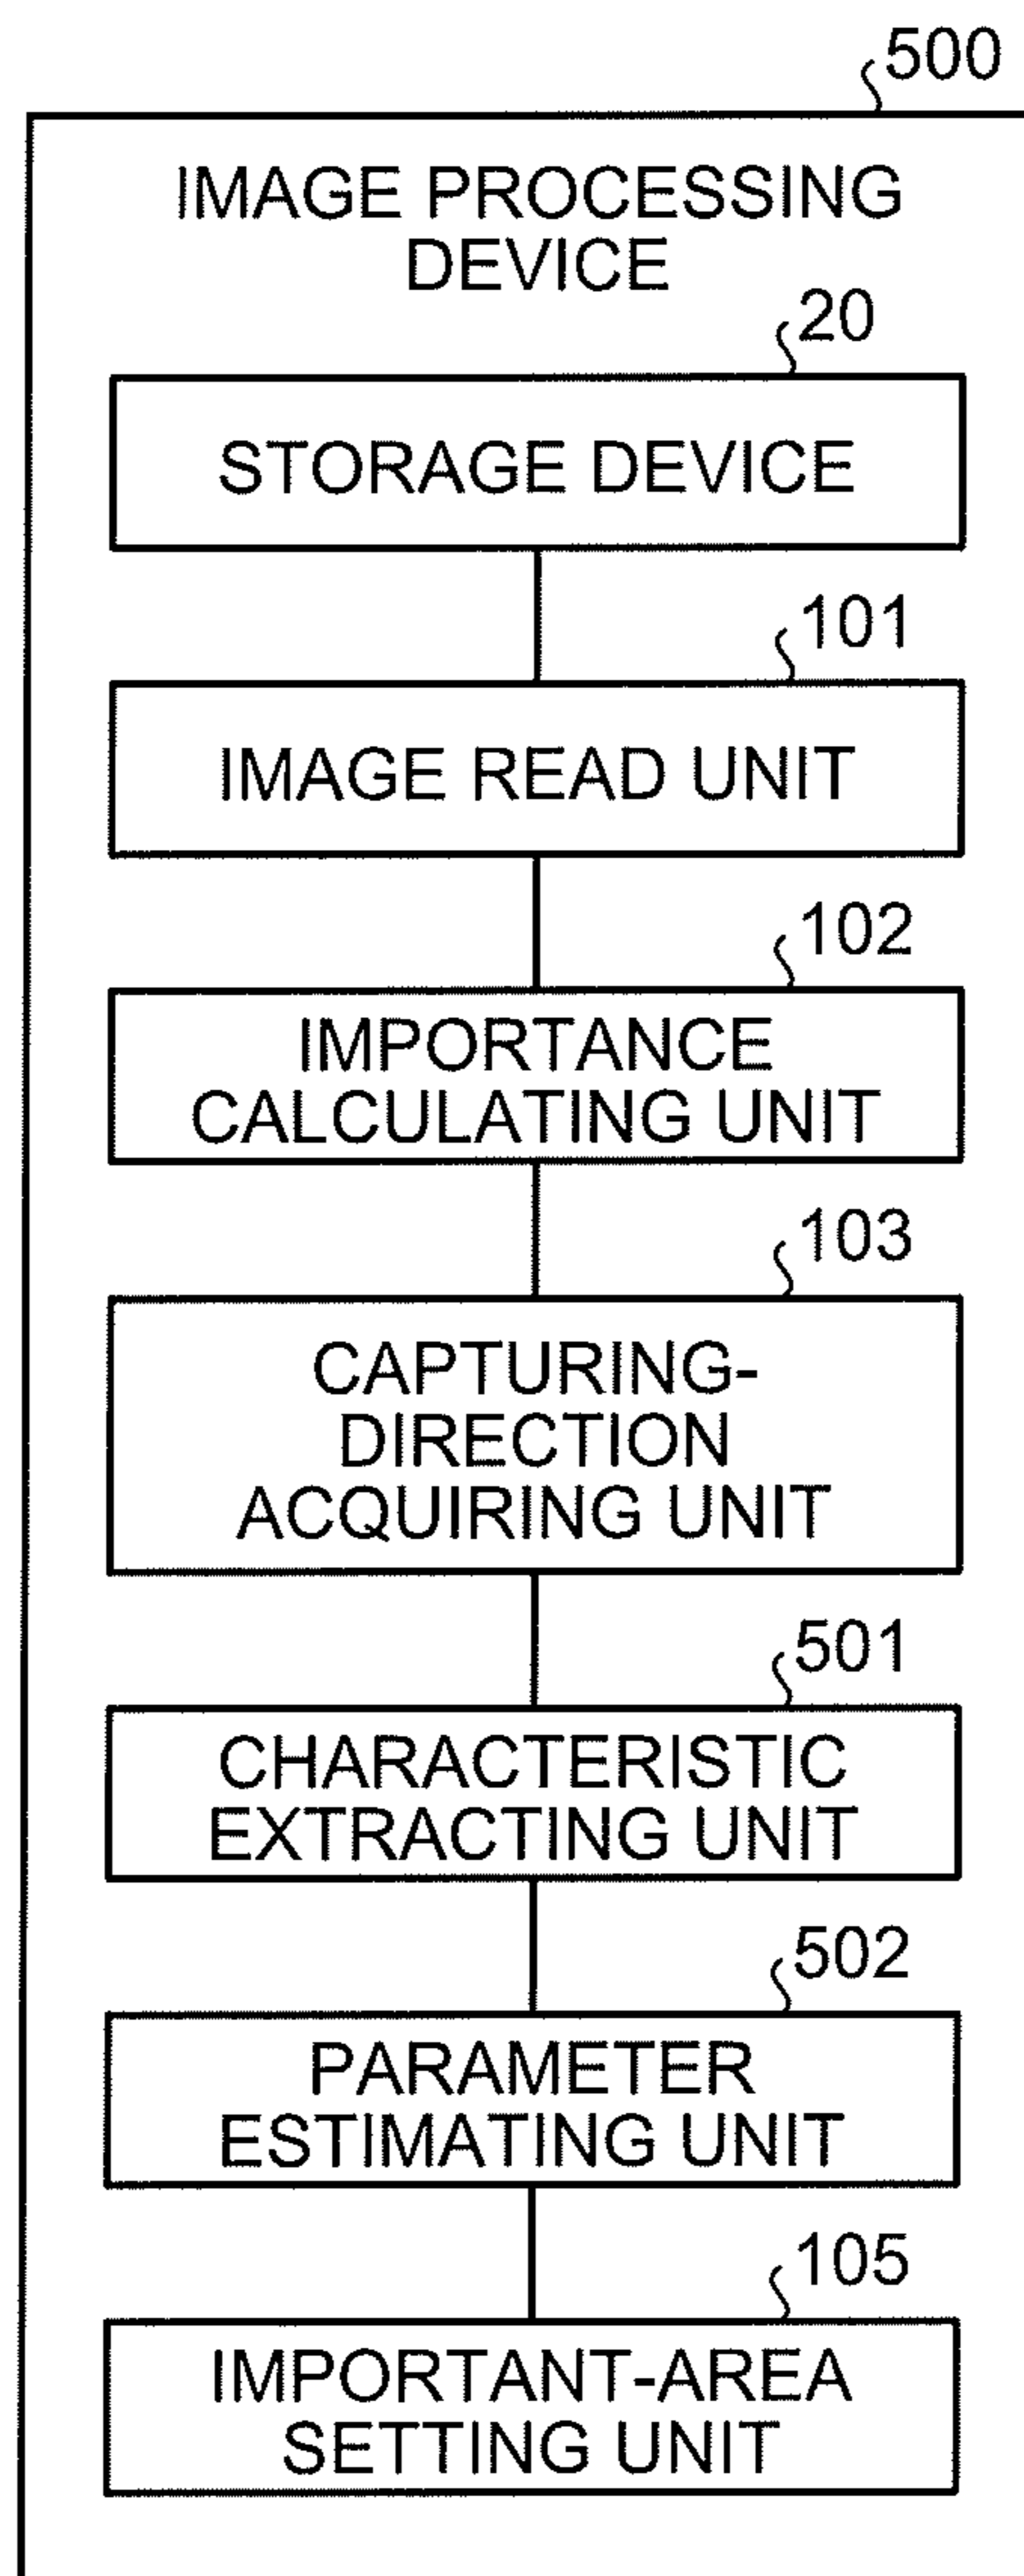 500
IMAGE PROCESSING
DEVICE
20
STORAGE DEVICE
101
IMAGE READ UNIT
102
IMPORTANCE
CALCULATING UNIT
103
CAPTURING-
DIRECTION
ACQUIRING UNIT
501
CHARACTERISTIC
EXTRACTING UNIT
502
PARAMETER
ESTIMATING UNIT
105
IMPORTANT-AREA
SETTING UNIT